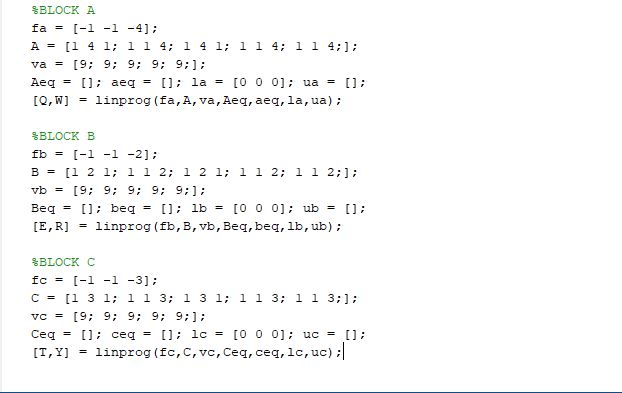 %BLOCK A
fa = [-1 -1 -4];
A = [1 4 1; 1 1 4; 1 4 1; 1 1 4; 1 1 4;];
va = [9; 9; 9; 9; 9;];
Aeq = []; aeq = []; la = [0 0 0]; ua = [];
[Q,W] = linprog(fa,A,va,Aeq,aeq,la,ua);
%BLOCK B
fb = [-1 -1 -2];
B = [1 2 1; 1 1 2; 1 2 1; 1 1 2; 1 1 2;];
vb = [9; 9; 9; 9; 9;];
Beq = []; beq = []; lb = [0 0 0]; ub = [];
[E,R] = linprog(fb,B,vb,Beq,beq,lb,ub);
%BLOCK C
fc = [-1 -1 -3];
C = [1 3 1; 1 1 3; 1 3 1; 1 1 3; 1 1 3;];
vc = [9; 9; 9; 9; 9;];
Ceq = []; ceq = []; lc = [0 0 0]; uc = [];
[T,Y] = linprog(fc,C,vc,Ceq,ceq,lc,uc);